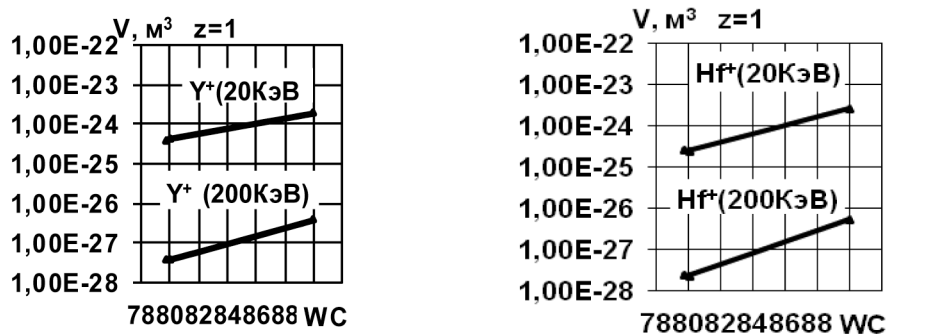 V, м³ z=1
1,00E-22
1,00E-23
1,00E-24
1,00E-25
1,00E-26
1,00E-27
1,00E-28
Y⁺(20КэВ
Y⁺ (200КэВ)
788082848688 WC
V, м³ z=1
1,00E-22
1,00E-23
1,00E-24
1,00E-25
1,00E-26
1,00E-27
1,00E-28
Hf⁺(20КэВ)
Hf⁺(200КэВ)
788082848688 WC